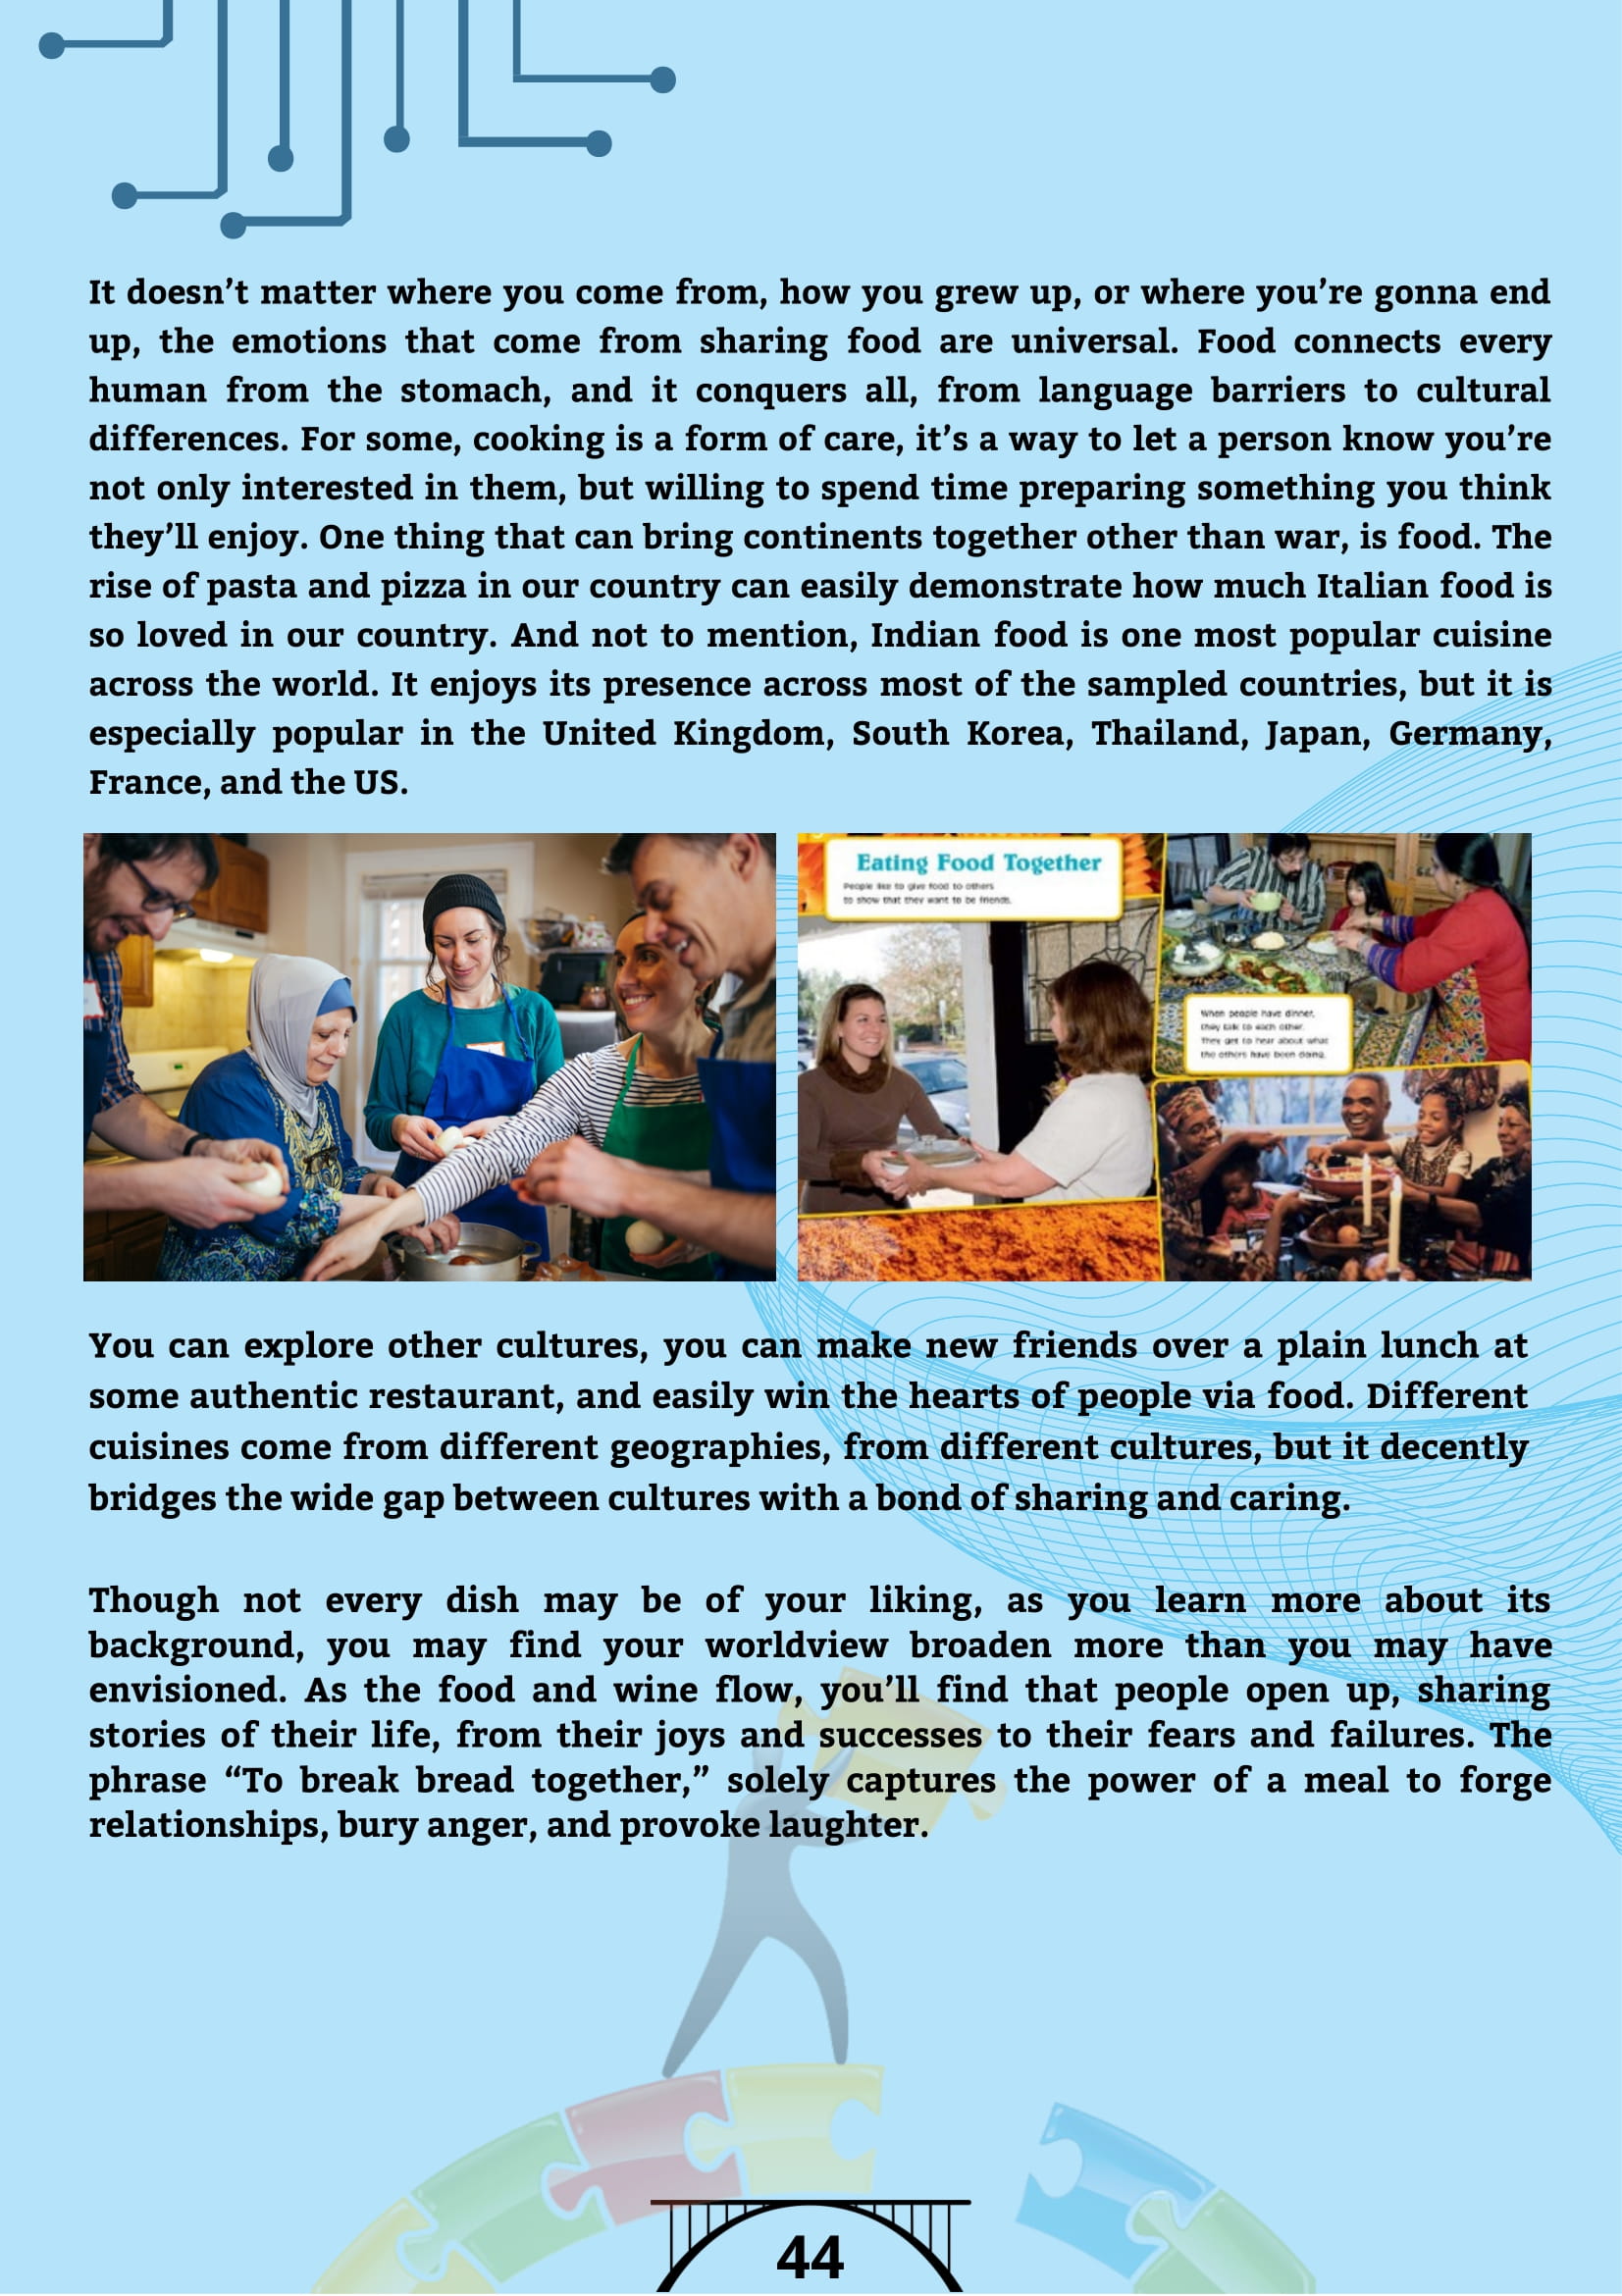 It doesn’t matter where you come from, how you grew up, or where you’re gonna end
up, the emotions that come from sharing food are universal. Food connects every
human from the stomach, and it conquers all, from language barriers to cultural
differences. For some, cooking is a form of care, it’s a way to let a person know you’re
not only interested in them, but willing to spend time preparing something you think
they’ll enjoy. One thing that can bring continents together other than war, is food. The
rise of pasta and pizza in our country can easily demonstrate how much Italian food is
so loved in our country. And not to mention, Indian food is one most popular cuisine
across the world. It enjoys its presence across most of the sampled countries, but it is
especially popular in the United Kingdom, South Korea, Thailand, Japan, Germany,
France, and the US.
Eating Food Together
People like to give food to others
to show that they want to be friends.
When people have dinner,
they talk to each other.
They get to hear about what
the others have been doing.
You can explore other cultures, you can make new friends over a plain lunch at
some authentic restaurant, and easily win the hearts of people via food. Different
cuisines come from different geographies, from different cultures, but it decently
bridges the wide gap between cultures with a bond of sharing and caring.
Though not every dish may be of your liking, as you learn more about its
background, you may find your worldview broaden more than you may have
envisioned. As the food and wine flow, you’ll find that people open up, sharing
stories of their life, from their joys and successes to their fears and failures. The
phrase “To break bread together,” solely captures the power of a meal to forge
relationships, bury anger, and provoke laughter.
44